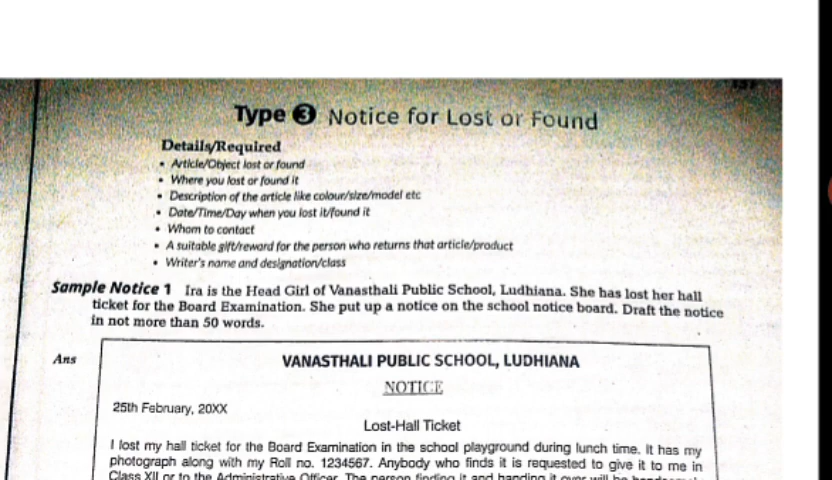 Type 3 Notice for Lost or Found
Details/Required
• Article/Object lost or found
• Where you lost or found it
• Description of the article like colour/size/model etc
• Date/Time/Day when you lost it/found it
• Whom to contact
• A suitable gift/reward for the person who returns that article/product
• Writer's name and designation/class
Sample Notice 1 Ira is the Head Girl of Vanasthali Public School, Ludhiana. She has lost her hall
ticket for the Board Examination. She put up a notice on the school notice board. Draft the notice
in not more than 50 words.
Ans
VANASTHALI PUBLIC SCHOOL, LUDHIANA
NOTICE
25th February, 20XX
Lost-Hall Ticket
I lost my hall ticket for the Board Examination in the school playground during lunch time. It has my
photograph along with my Roll no. 1234567. Anybody who finds it is requested to give it to me in
Class XII or to the Administrative Officer. The person finding it and handing it over will be